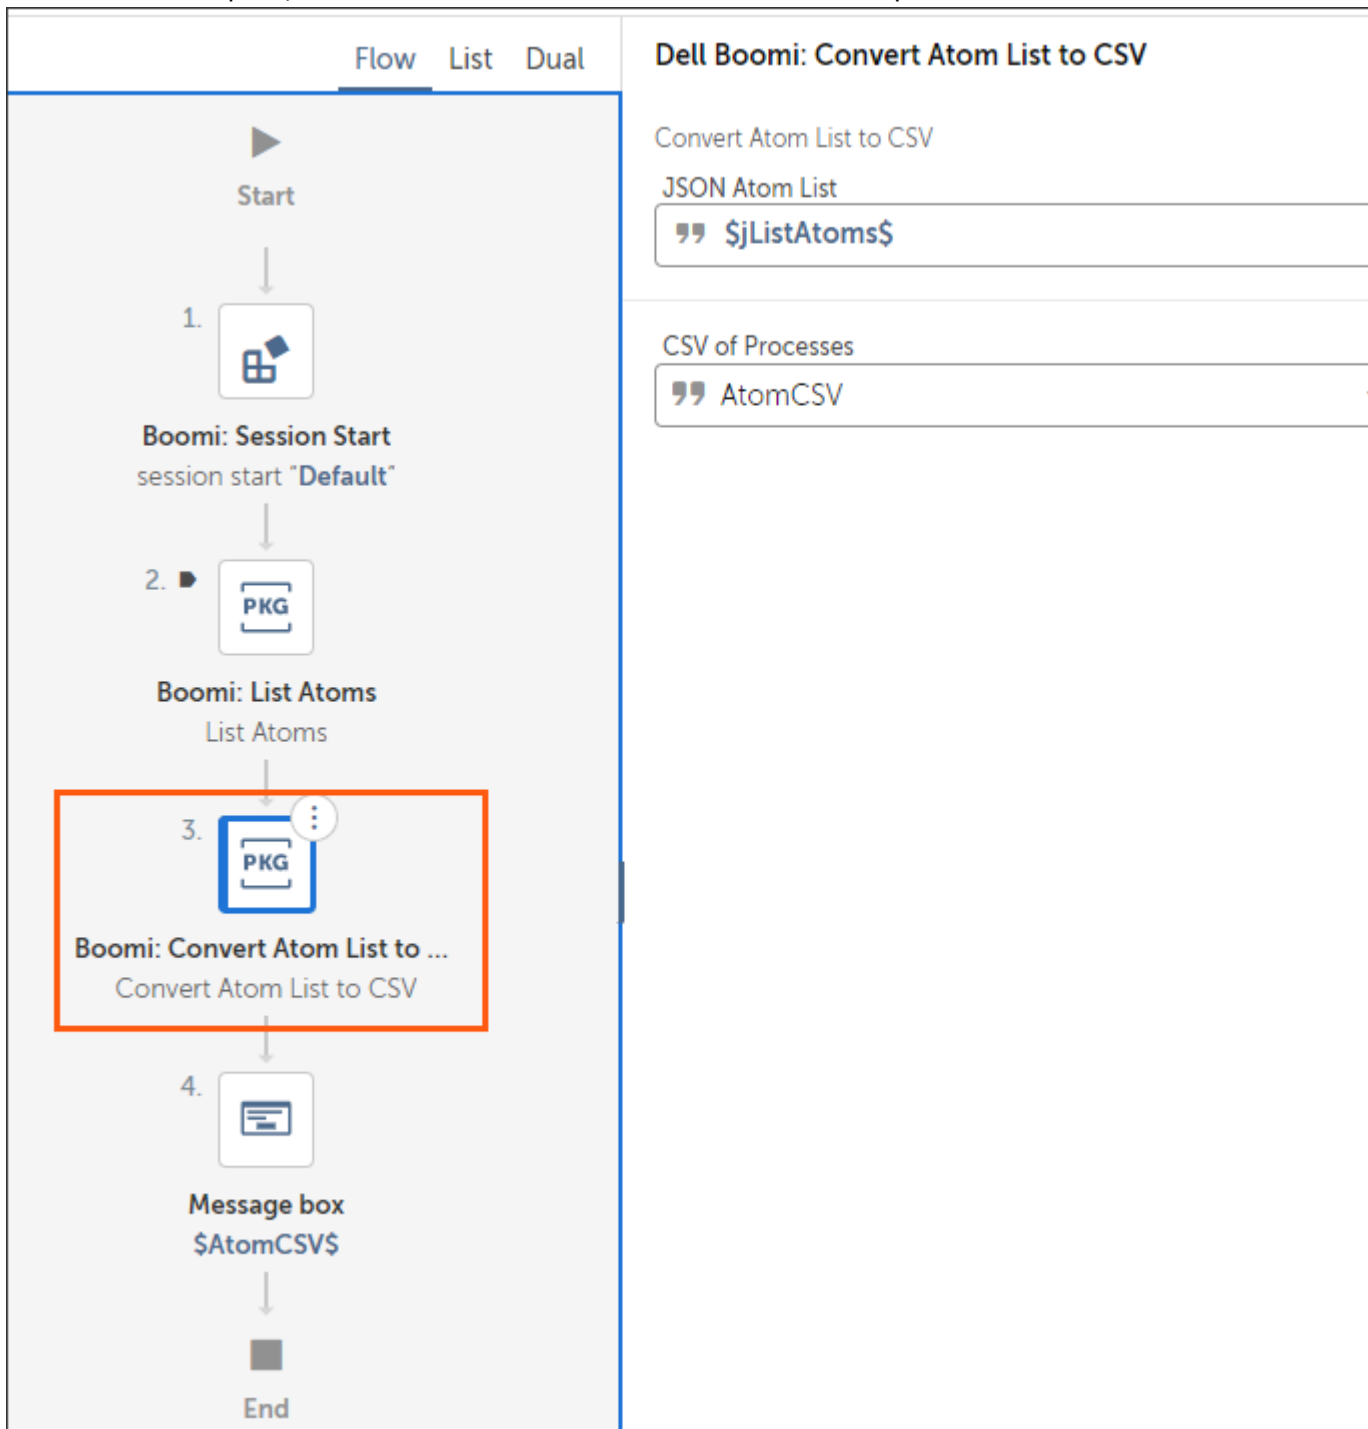 Flow List Dual
Start
1.
Boomi: Session Start
session start "Default"
2.
PKG
Boomi: List Atoms
List Atoms
3.
PKG
Boomi: Convert Atom List to ...
Convert Atom List to CSV
4.
Message box
$AtomCSV$
End
Dell Boomi: Convert Atom List to CSV
Convert Atom List to CSV
JSON Atom List
$jListAtoms$
CSV of Processes
AtomCSV